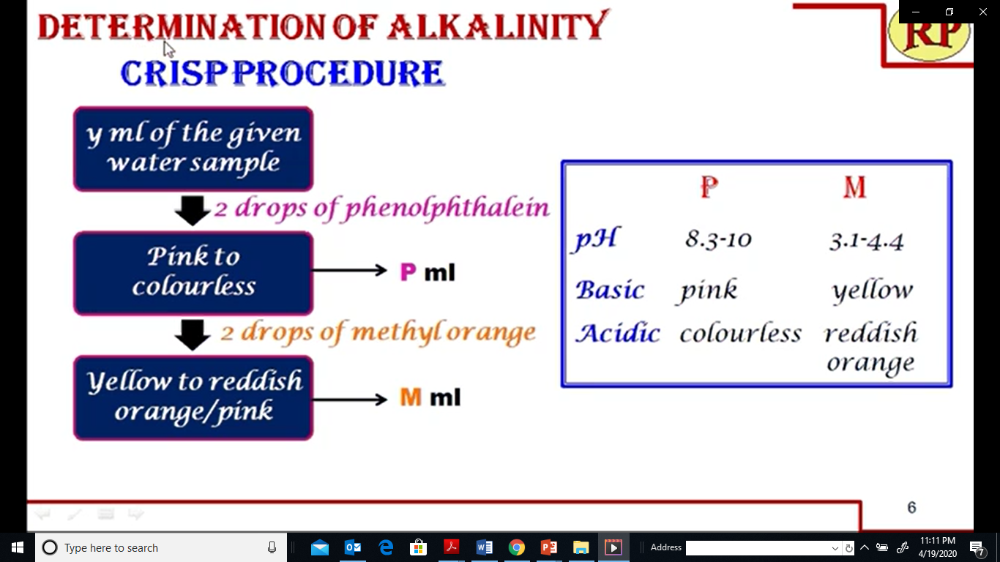 DETERMINATION OF ALKALINITY
RP
CRISP PROCEDURE
y ml of the given
water sample
2 drops of phenolphthalein
Pink to
colourless
P ml
2 drops of methyl orange
Yellow to reddish
orange/pink
M ml
P M
pH 8.3-10 3.1-4.4
Basic pink yellow
Acidic colourless reddish
orange
6
Type here to search
Address
11:11 PM
4/19/2020
7